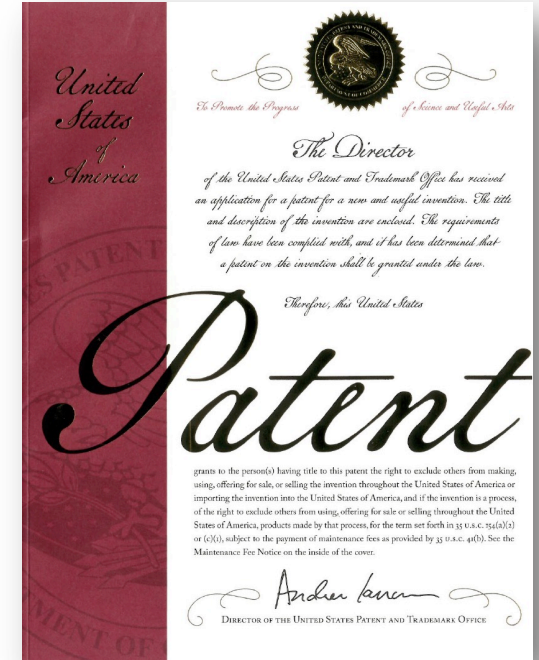 United
States
of
America
To Promote the Progress
of Science and Useful Arts
The Director
of the United States Patent and Trademark Office has received
an application for a patent for a new and useful invention. The title
and description of the invention are enclosed. The requirements
of law have been complied with, and it has been determined that
a patent on the invention shall be granted under the law.
Therefore, this United States
Patent
grants to the person(s) having title to this patent the right to exclude others from making,
using, offering for sale, or selling the invention throughout the United States of America or
importing the invention into the United States of America, and if the invention is a process,
of the right to exclude others from using, offering for sale or selling throughout the United
States of America, products made by that process, for the term set forth in 35 U.S.C. 154(a)(2)
or (c)(1), subject to the payment of maintenance fees as provided by 35 U.S.C. 41(b). See the
Maintenance Fee Notice on the inside of the cover.
DIRECTOR OF THE UNITED STATES PATENT AND TRADEMARK OFFICE